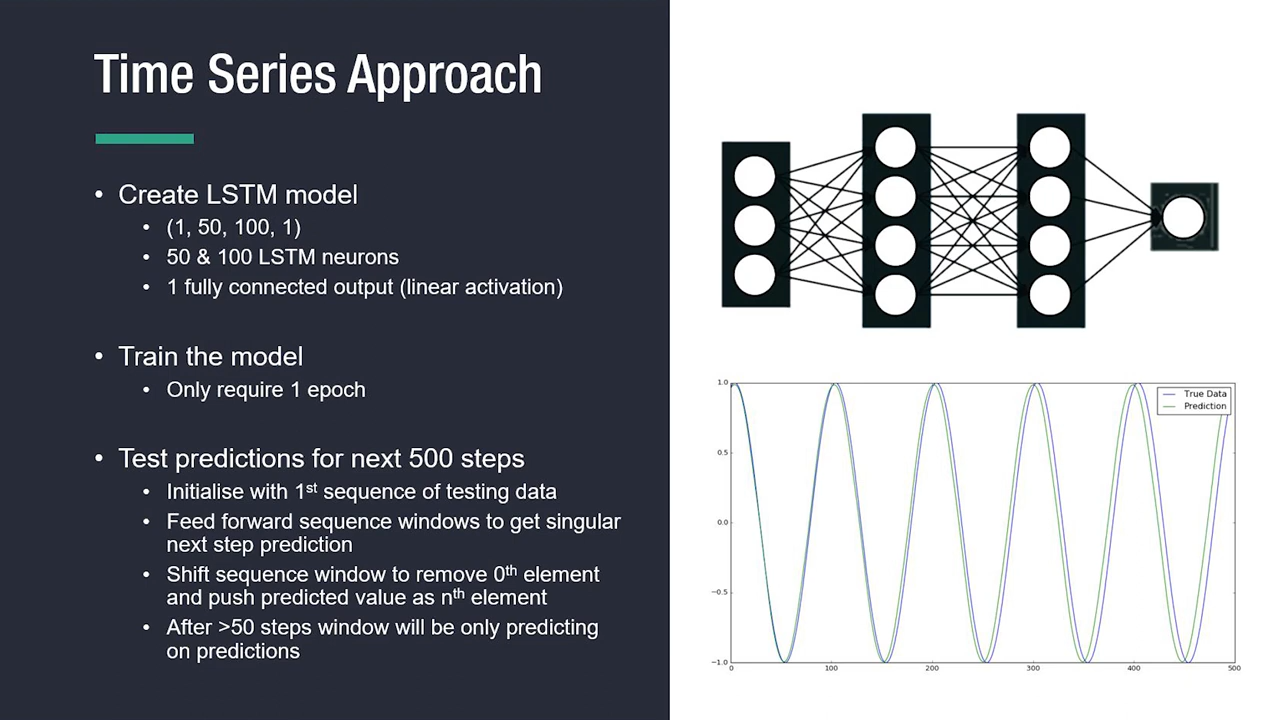 Time Series Approach
• Create LSTM model
• (1, 50, 100, 1)
• 50 & 100 LSTM neurons
• 1 fully connected output (linear activation)
• Train the model
• Only require 1 epoch
• Test predictions for next 500 steps
• Initialise with 1st sequence of testing data
• Feed forward sequence windows to get singular
next step prediction
• Shift sequence window to remove 0th element
and push predicted value as nth element
• After >50 steps window will be only predicting
on predictions
True Data
Prediction
1.0
0.5
0.0
−0.5
−1.0
0 100 200 300 400 500